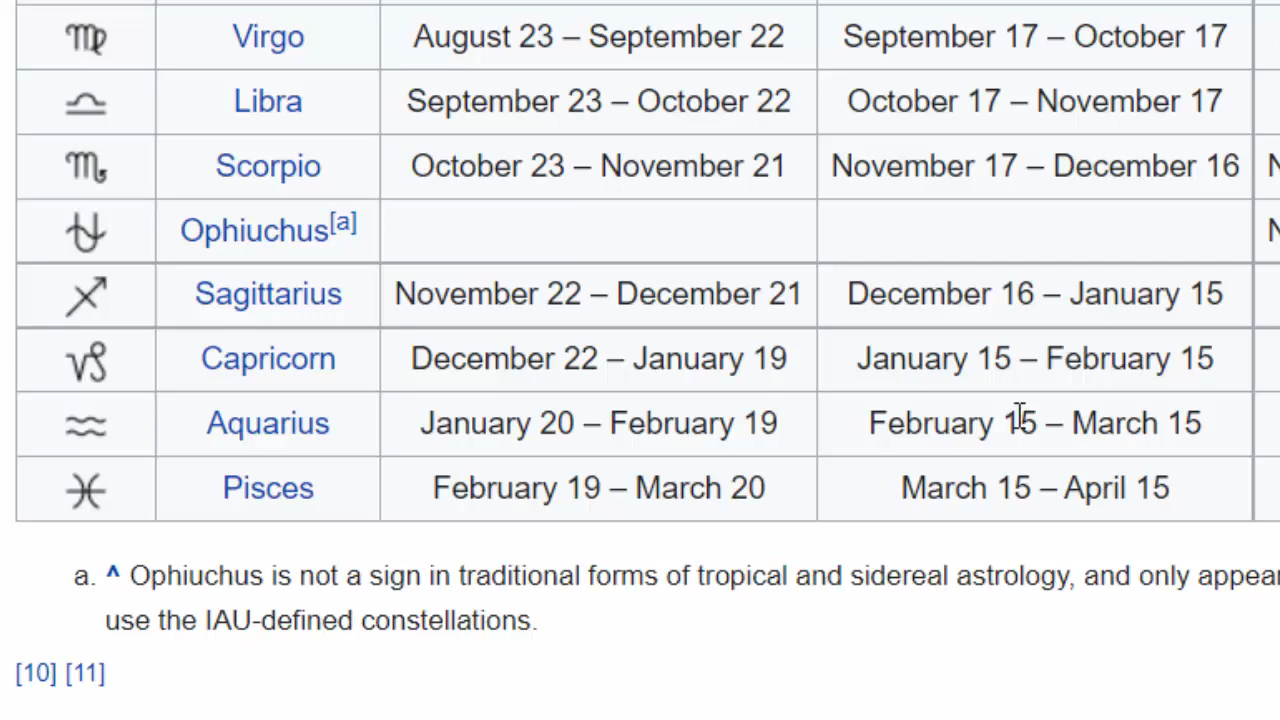 ♍ Virgo August 23 – September 22 September 17 – October 17
♎ Libra September 23 – October 22 October 17 – November 17
♏ Scorpio October 23 – November 21 November 17 – December 16 N
⛎ Ophiuchus[a] N
♐ Sagittarius November 22 – December 21 December 16 – January 15
♑ Capricorn December 22 – January 19 January 15 – February 15
♒ Aquarius January 20 – February 19 February 15 – March 15
♓ Pisces February 19 – March 20 March 15 – April 15
a. ^ Ophiuchus is not a sign in traditional forms of tropical and sidereal astrology, and only appear
use the IAU-defined constellations.
[10] [11]